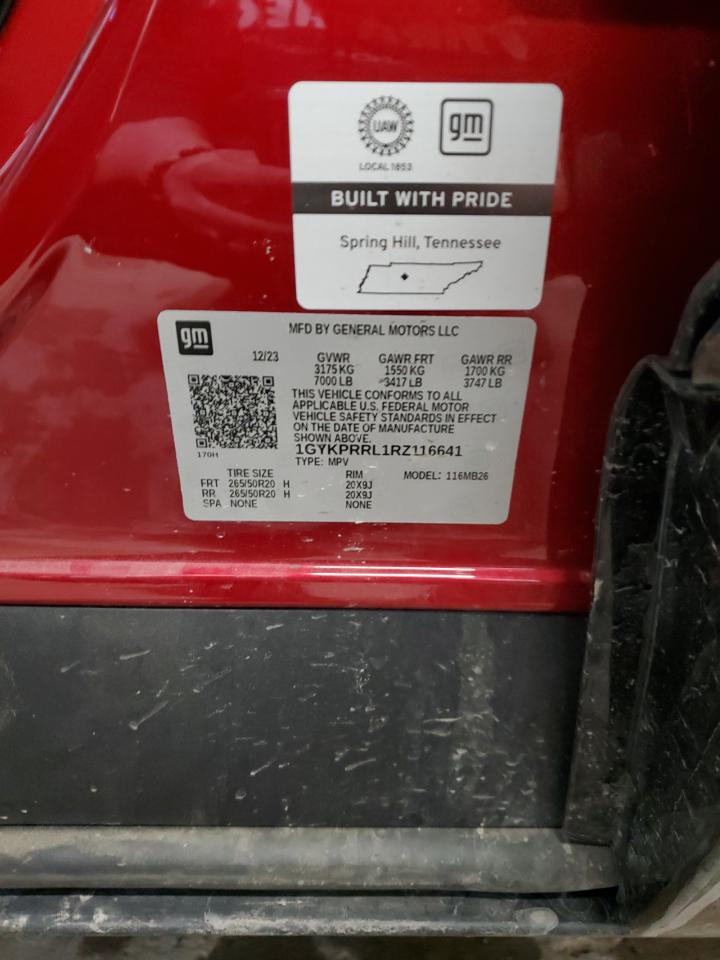 UAW
gm
LOCAL 1853
BUILT WITH PRIDE
Spring Hill, Tennessee
gm
MFD BY GENERAL MOTORS LLC
12/23 GVWR GAWR FRT GAWR RR
3175 KG 1550 KG 1700 KG
7000 LB 3417 LB 3747 LB
THIS VEHICLE CONFORMS TO ALL
APPLICABLE U.S. FEDERAL MOTOR
VEHICLE SAFETY STANDARDS IN EFFECT
ON THE DATE OF MANUFACTURE
SHOWN ABOVE.
170H
1GYKPRRL1RZ116641
TYPE: MPV
TIRE SIZE RIM MODEL: 116MB26
FRT 265/50R20 H 20X9J
RR 265/50R20 H 20X9J
SPA NONE NONE